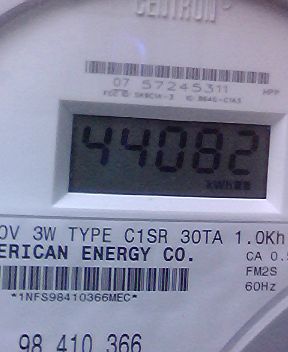 CENTRON®
07 57245311
HPP
44082
kWh
0V 3W TYPE C1SR 30TA 1.0Kh
ERICAN ENERGY CO.
CA 0.
FM2S
*1NFS98410366MEC*
60Hz
98 410 366